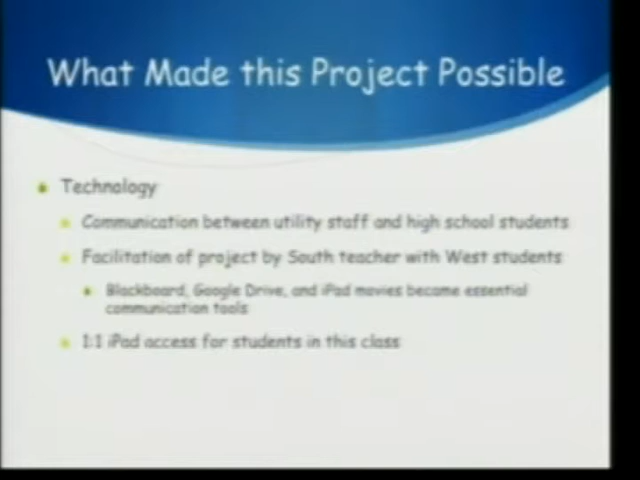 What Made this Project Possible
Technology
Communication between utility staff and high school students
Facilitation of project by South teacher with West students
Blackboard, Google Drive, and iPad movies became essential
communication tools
1:1 iPad access for students in this class